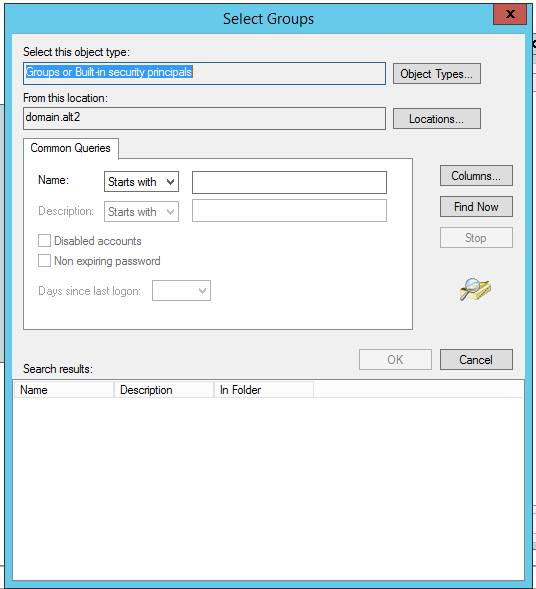 Select Groups
x
Select this object type:
Groups or Built-in security principals
Object Types...
From this location:
domain.alt2
Locations...
Common Queries
Name:
Starts with
Description:
Starts with
Disabled accounts
Non expiring password
Days since last logon:
Columns...
Find Now
Stop
OK
Cancel
Search results:
Name Description In Folder